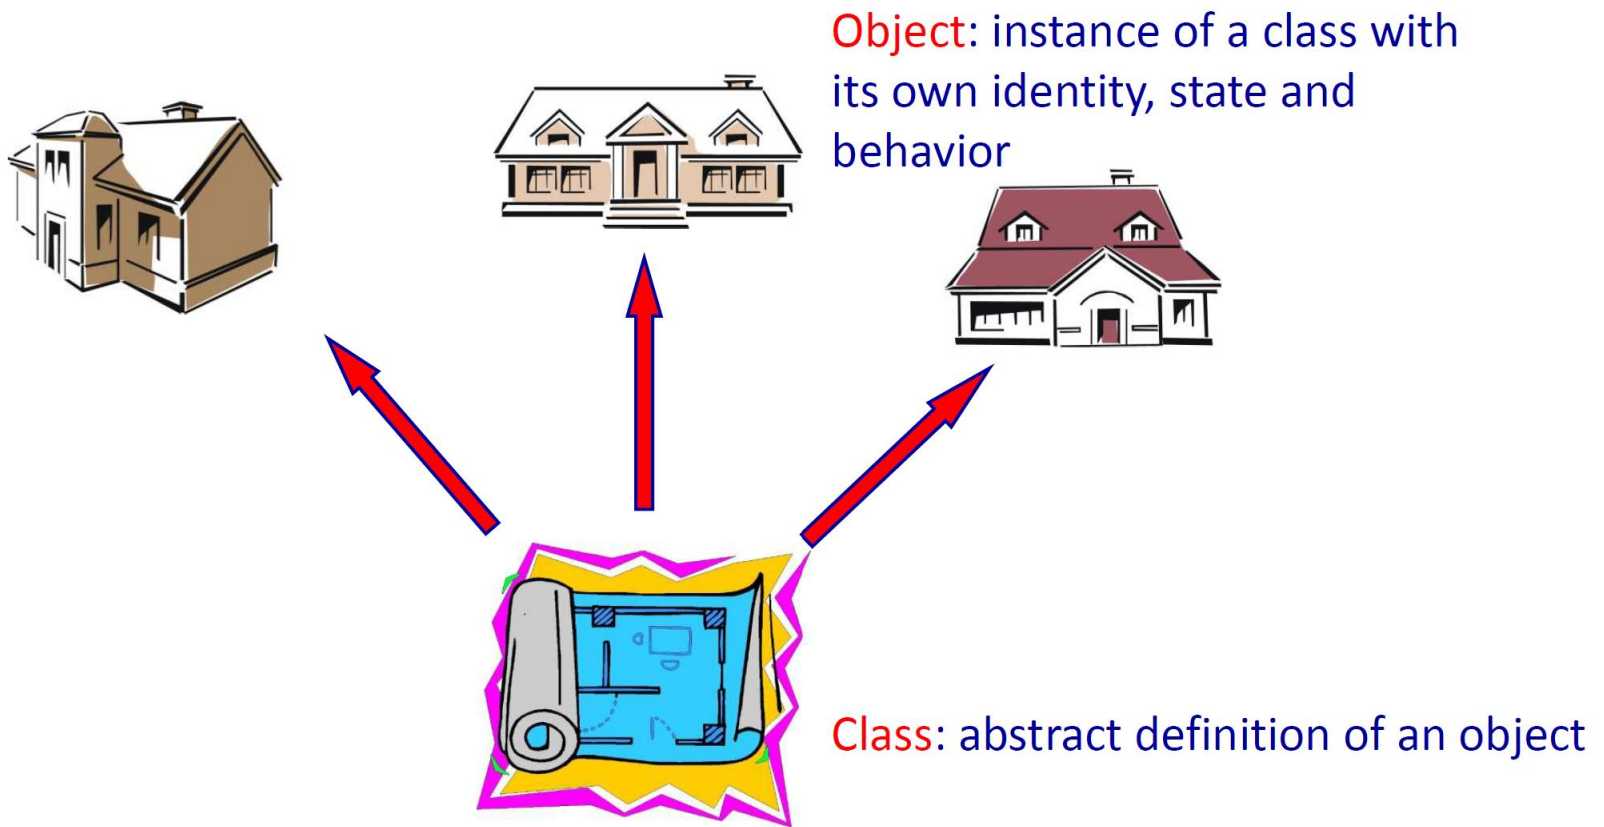 Object: instance of a class with
its own identity, state and
behavior
Class: abstract definition of an object